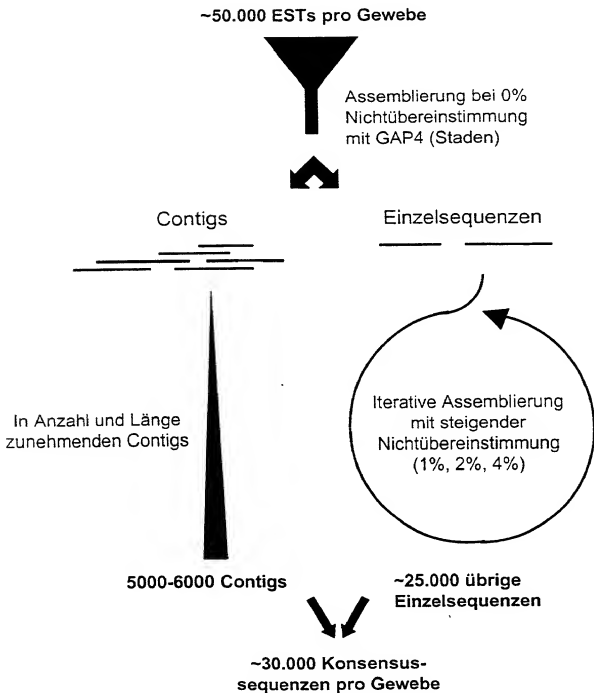 ~50.000 ESTs pro Gewebe
Assemblierung bei 0%
Nichtübereinstimmung
mit GAP4 (Staden)
Contigs
Einzelsequenzen
In Anzahl und Länge
zunehmenden Contigs
Iterative Assemblierung
mit steigender
Nichtübereinstimmung
(1%, 2%, 4%)
5000-6000 Contigs
~25.000 übrige
Einzelsequenzen
~30.000 Konsensus-
sequenzen pro Gewebe